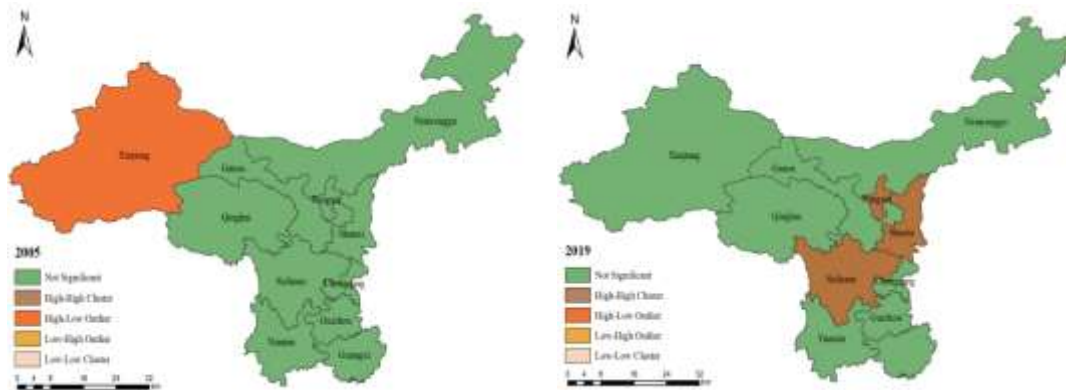 N
Neimenggu
Xinjiang
Gansu
Ningxia
Qinghai
Shanxi
2005
Sichuan
Not Significant
Chongqing
High-High Cluster
High-Low Outlier
Guizhou
Low-High Outlier
Yunnan
Guangxi
Low-Low Cluster
N
Neimenggu
Xinjiang
Gansu
Ningxia
Qinghai
2019
Sichuan
Not Significant
High-High Cluster
Guizhou
High-Low Outlier
Yunnan
Low-High Outlier
Low-Low Cluster